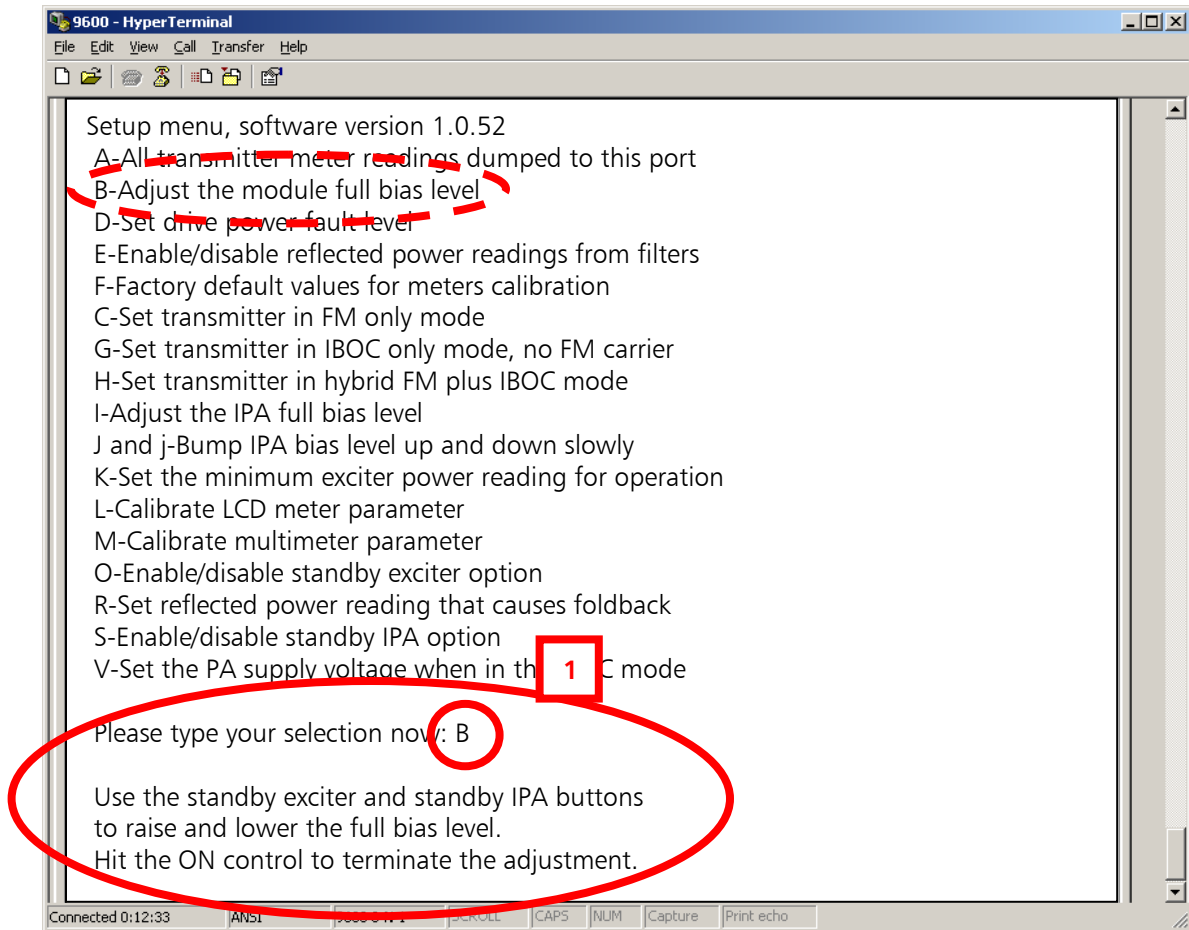 9600 - HyperTerminal
File Edit View Call Transfer Help
Setup menu, software version 1.0.52
A-All transmitter meter readings dumped to this port
B-Adjust the module full bias level
D-Set drive power fault level
E-Enable/disable reflected power readings from filters
F-Factory default values for meters calibration
C-Set transmitter in FM only mode
G-Set transmitter in IBOC only mode, no FM carrier
H-Set transmitter in hybrid FM plus IBOC mode
I-Adjust the IPA full bias level
J and j-Bump IPA bias level up and down slowly
K-Set the minimum exciter power reading for operation
L-Calibrate LCD meter parameter
M-Calibrate multimeter parameter
O-Enable/disable standby exciter option
R-Set reflected power reading that causes foldback
S-Enable/disable standby IPA option
V-Set the PA supply voltage when in th 1 C mode
Please type your selection now: B
Use the standby exciter and standby IPA buttons
to raise and lower the full bias level.
Hit the ON control to terminate the adjustment.
Connected 0:12:33 ANSI SCROLL CAPS NUM Capture Print echo